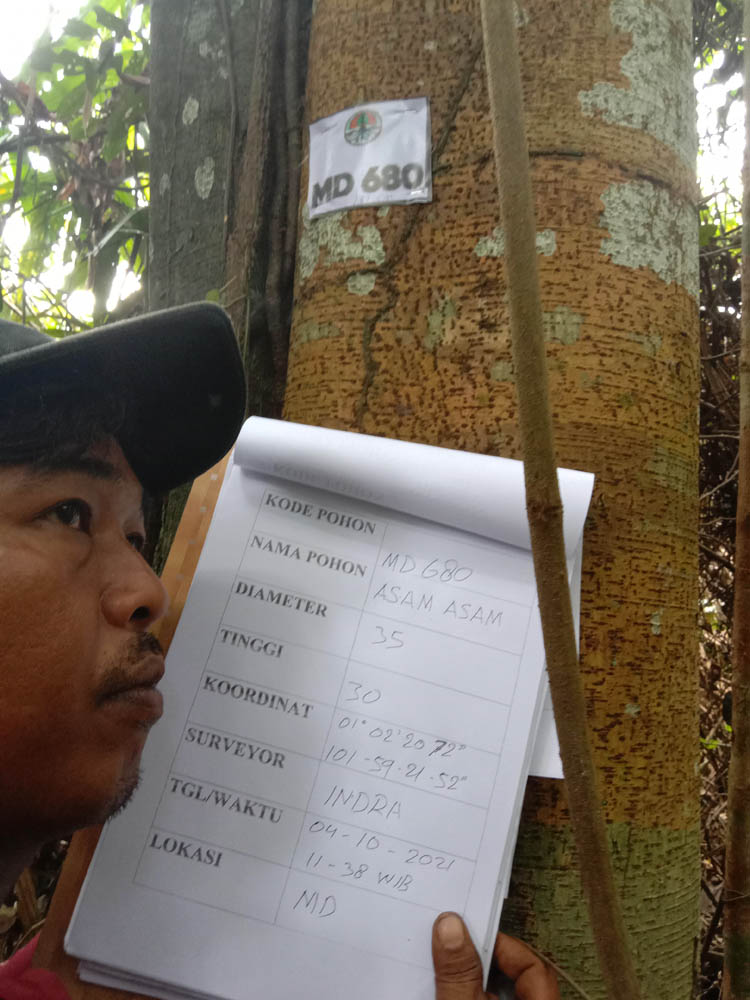 MD 680
KODE POHON MD 680
NAMA POHON ASAM ASAM
DIAMETER 35
TINGGI 30
KOORDINAT 01° 02' 20 72"
101-59-21-52"
SURVEYOR INDRA
TGL/WAKTU 04-10-2021
11-38 WIB
LOKASI MD